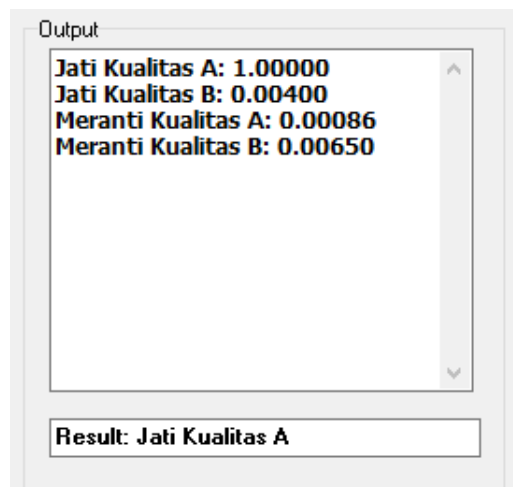 Output
Jati Kualitas A: 1.00000
Jati Kualitas B: 0.00400
Meranti Kualitas A: 0.00086
Meranti Kualitas B: 0.00650
Result: Jati Kualitas A